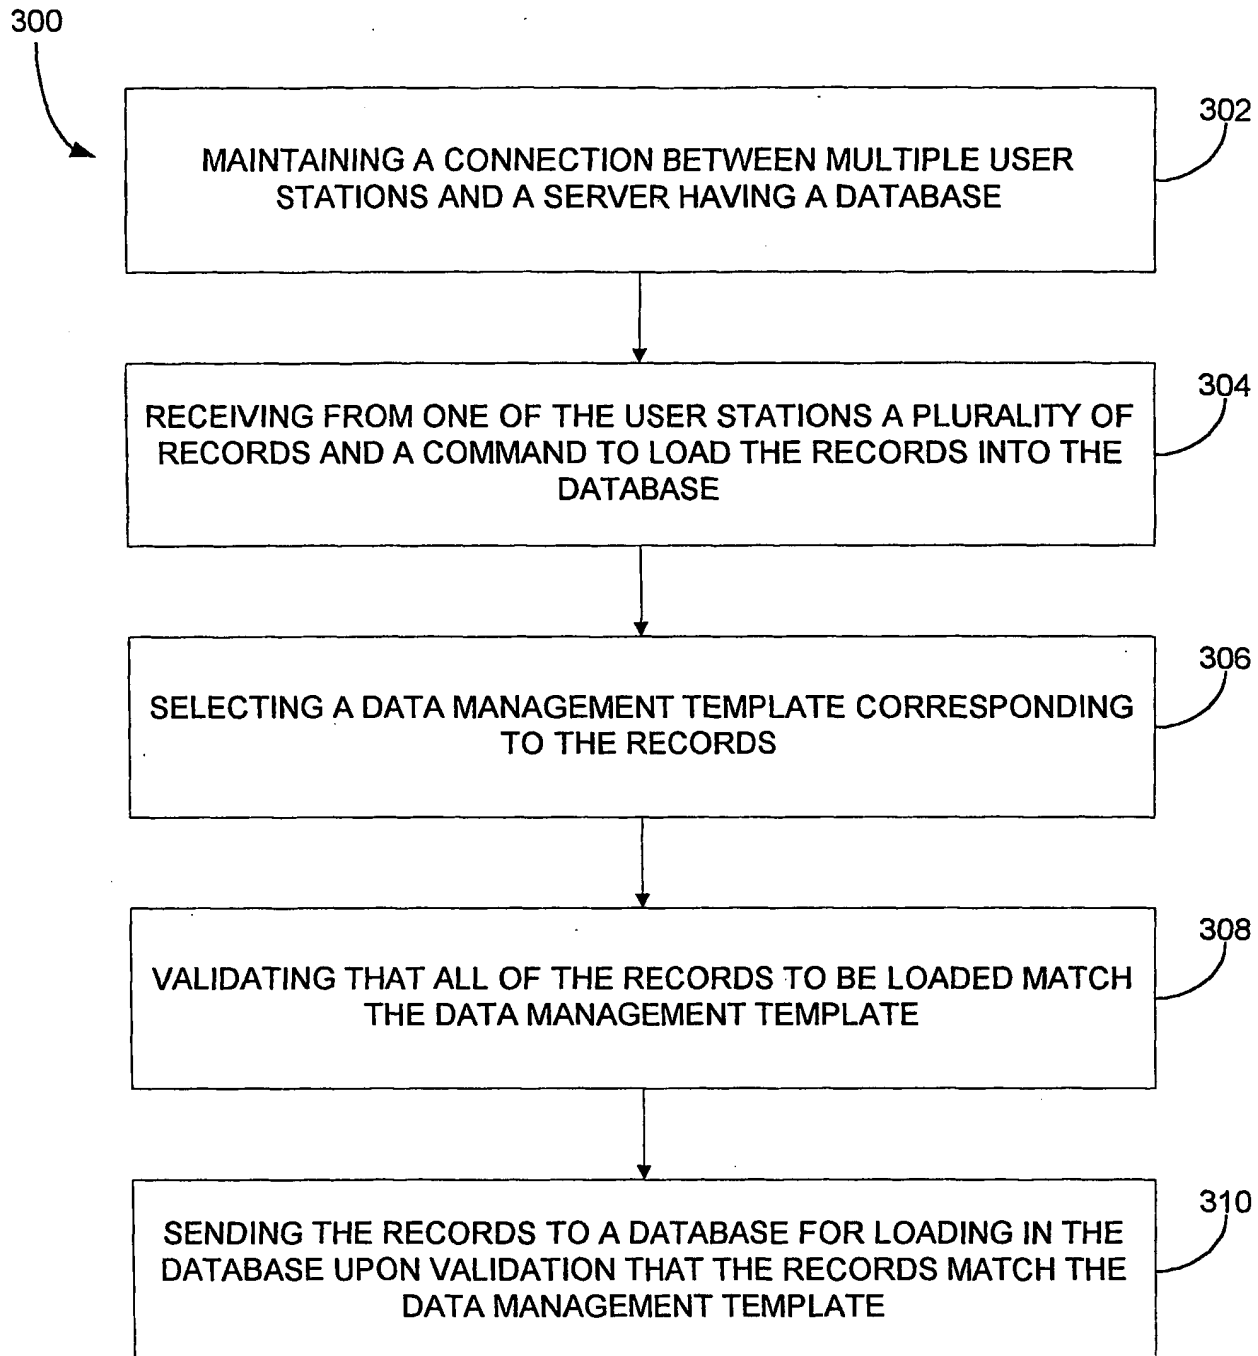 300
302
MAINTAINING A CONNECTION BETWEEN MULTIPLE USER
STATIONS AND A SERVER HAVING A DATABASE
304
RECEIVING FROM ONE OF THE USER STATIONS A PLURALITY OF
RECORDS AND A COMMAND TO LOAD THE RECORDS INTO THE
DATABASE
306
SELECTING A DATA MANAGEMENT TEMPLATE CORRESPONDING
TO THE RECORDS
308
VALIDATING THAT ALL OF THE RECORDS TO BE LOADED MATCH
THE DATA MANAGEMENT TEMPLATE
310
SENDING THE RECORDS TO A DATABASE FOR LOADING IN THE
DATABASE UPON VALIDATION THAT THE RECORDS MATCH THE
DATA MANAGEMENT TEMPLATE